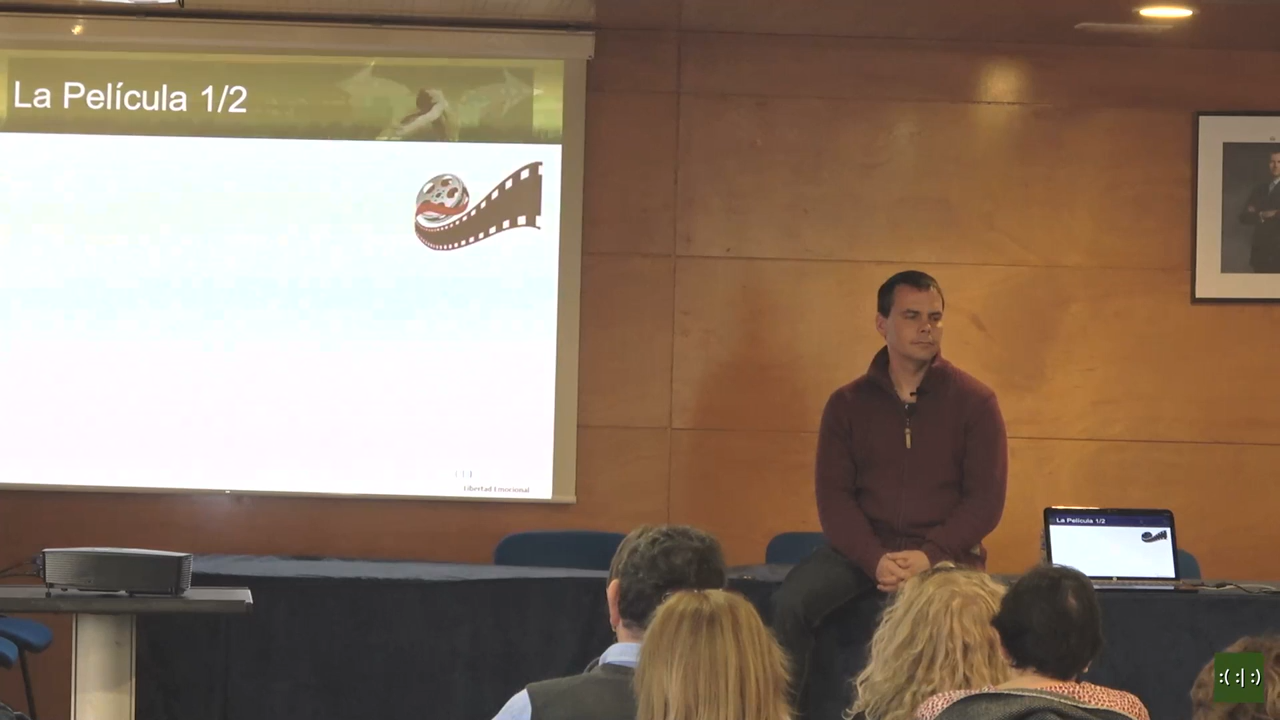 La Película 1/2
Libertad Emocional
La Película 1/2
:( :| :)